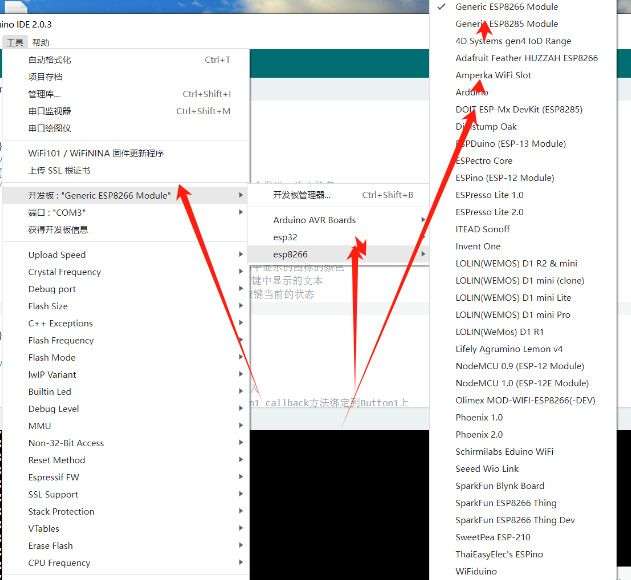 ino IDE 2.0.3
工具 帮助
自动格式化 Ctrl+T
项目存档
管理库... Ctrl+Shift+I
串口监视器 Ctrl+Shift+M
串口绘图仪
WiFi101 / WiFiNINA 固件更新程序
上传 SSL 根证书
开发板 : "Generic ESP8266 Module"
端口 : "COM3"
获得开发板信息
Upload Speed
Crystal Frequency
Debug port
Flash Size
C++ Exceptions
Flash Frequency
Flash Mode
lwIP Variant
Builtin Led
Debug Level
MMU
Non-32-Bit Access
Reset Method
Espressif FW
SSL Support
Stack Protection
VTables
Erase Flash
CPU Frequency
开发板管理器... Ctrl+Shift+B
Arduino AVR Boards
esp32
esp8266
中显示的图标的颜色
键中显示的文本
按键当前的状态
callback方法绑定到Button1上
Generic ESP8266 Module
Generic ESP8285 Module
4D Systems gen4 IoD Range
Adafruit Feather HUZZAH ESP8266
Amperka WiFi Slot
Arduino
DOIT ESP-Mx DevKit (ESP8285)
Digistump Oak
ESPDuino (ESP-13 Module)
ESPectro Core
ESPino (ESP-12 Module)
ESPresso Lite 1.0
ESPresso Lite 2.0
ITEAD Sonoff
Invent One
LOLIN(WEMOS) D1 R2 & mini
LOLIN(WEMOS) D1 mini (clone)
LOLIN(WEMOS) D1 mini Lite
LOLIN(WEMOS) D1 mini Pro
LOLIN(WeMos) D1 R1
Lifely Agrumino Lemon v4
NodeMCU 0.9 (ESP-12 Module)
NodeMCU 1.0 (ESP-12E Module)
Olimex MOD-WIFI-ESP8266(-DEV)
Phoenix 1.0
Phoenix 2.0
Schirmilabs Eduino WiFi
Seeed Wio Link
SparkFun Blynk Board
SparkFun ESP8266 Thing
SparkFun ESP8266 Thing Dev
SweetPea ESP-210
ThaiEasyElec's ESPino
WiFiduino